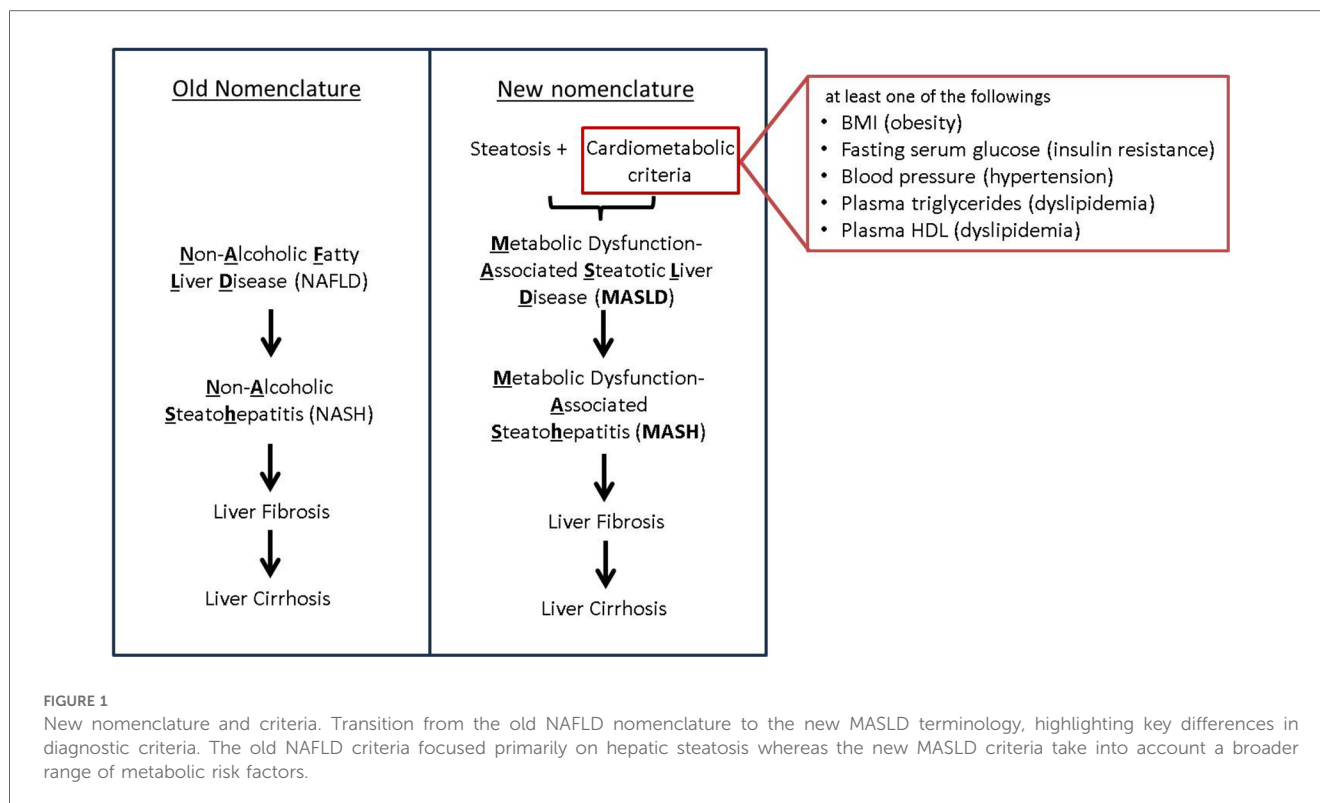 Old Nomenclature
Non-Alcoholic Fatty
Liver Disease (NAFLD)
Non-Alcoholic
Steatohepatitis (NASH)
Liver Fibrosis
Liver Cirrhosis
New nomenclature
Steatosis + Cardiometabolic
criteria
Metabolic Dysfunction-
Associated Steatotic Liver
Disease (MASLD)
Metabolic Dysfunction-
Associated
Steatohepatitis (MASH)
Liver Fibrosis
Liver Cirrhosis
at least one of the followings
• BMI (obesity)
• Fasting serum glucose (insulin resistance)
• Blood pressure (hypertension)
• Plasma triglycerides (dyslipidemia)
• Plasma HDL (dyslipidemia)
FIGURE 1
New nomenclature and criteria. Transition from the old NAFLD nomenclature to the new MASLD terminology, highlighting key differences in
diagnostic criteria. The old NAFLD criteria focused primarily on hepatic steatosis whereas the new MASLD criteria take into account a broader
range of metabolic risk factors.